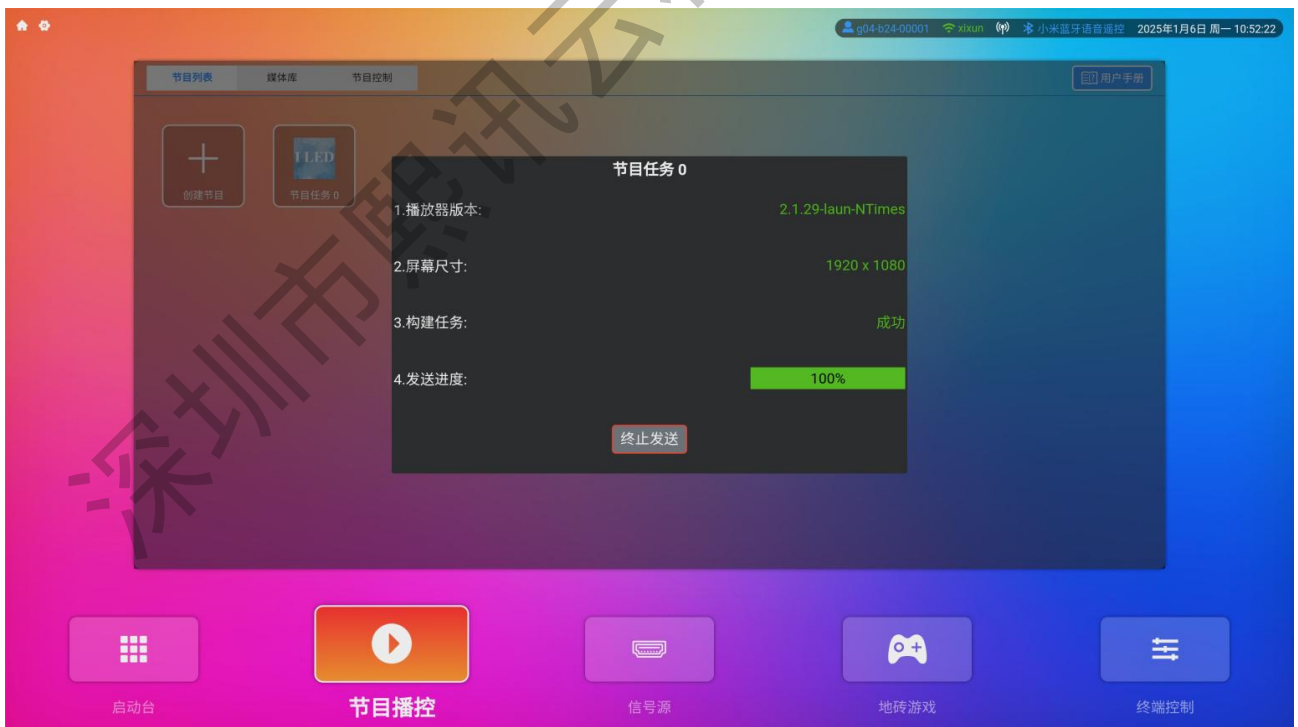 g04-b24-00001 xixun 小米蓝牙语音遥控 2025年1月6日 周一 10:52:22
节目列表 媒体库 节目控制 用户手册
I LED
创建节目 节目任务 0
节目任务 0
1.播放器版本: 2.1.29-laun-NTimes
2.屏幕尺寸: 1920 x 1080
3.构建任务: 成功
4.发送进度: 100%
终止发送
启动台 节目播控 信号源 地砖游戏 终端控制
深圳市熙讯云